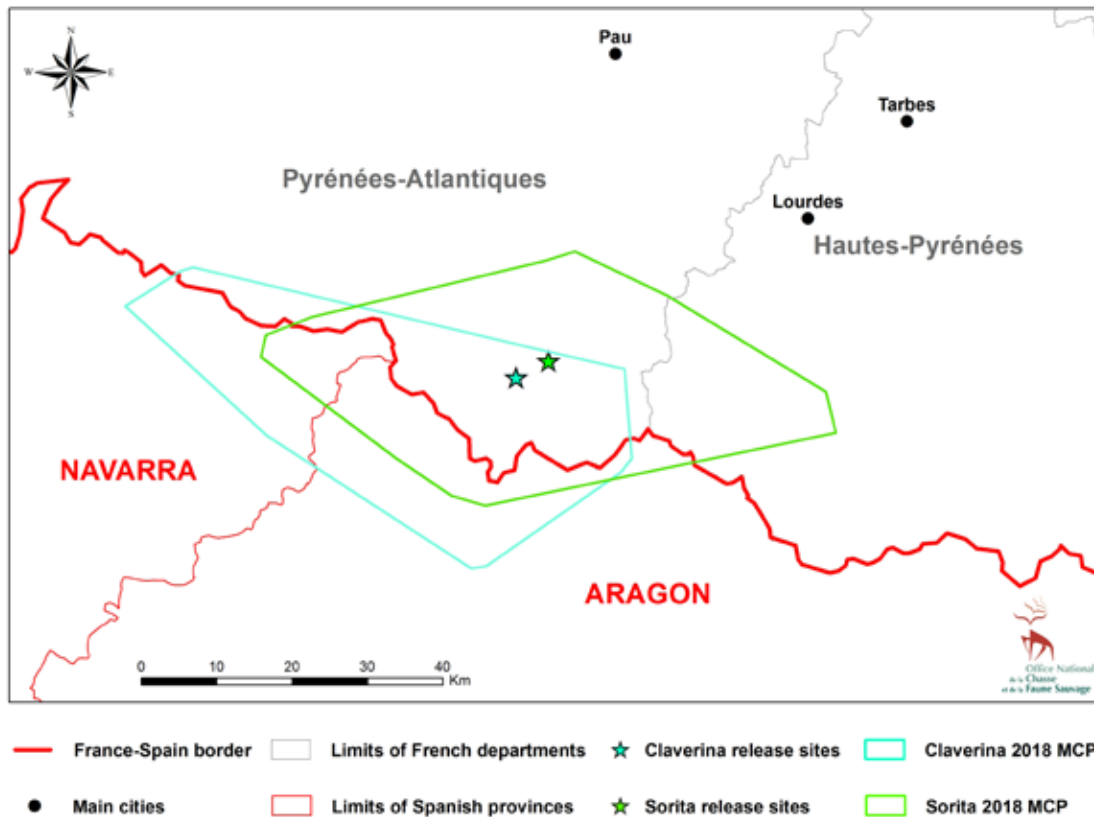 N
W E
S
Pau
Tarbes
Pyrénées-Atlantiques
Lourdes
Hautes-Pyrénées
NAVARRA
ARAGON
0 10 20 30 40
Km
Office National
de la Chasse
et de la Faune Sauvage
France-Spain border
Limits of French departments
Claverina release sites
Claverina 2018 MCP
Main cities
Limits of Spanish provinces
Sorita release sites
Sorita 2018 MCP